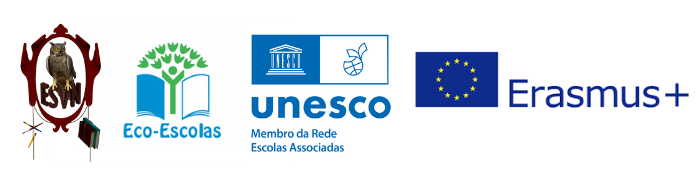 ESVN
Eco-Escolas
UNESCO
unesco
Membro da Rede
Escolas Associadas
Erasmus+